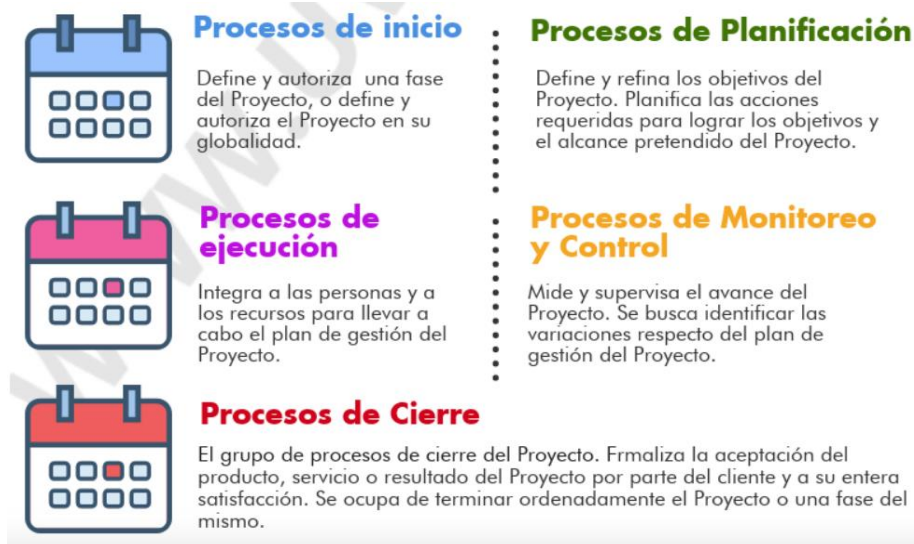 Procesos de inicio
Define y autoriza una fase
del Proyecto, o define y
autoriza el Proyecto en su
globalidad.
Procesos de Planificación
Define y refina los objetivos del
Proyecto. Planifica las acciones
requeridas para lograr los objetivos y
el alcance pretendido del Proyecto.
Procesos de
ejecución
Integra a las personas y a
los recursos para llevar a
cabo el plan de gestión del
Proyecto.
Procesos de Monitoreo
y Control
Mide y supervisa el avance del
Proyecto. Se busca identificar las
variaciones respecto del plan de
gestión del Proyecto.
Procesos de Cierre
El grupo de procesos de cierre del Proyecto. Frmaliza la aceptación del
producto, servicio o resultado del Proyecto por parte del cliente y a su entera
satisfacción. Se ocupa de terminar ordenadamente el Proyecto o una fase del
mismo.